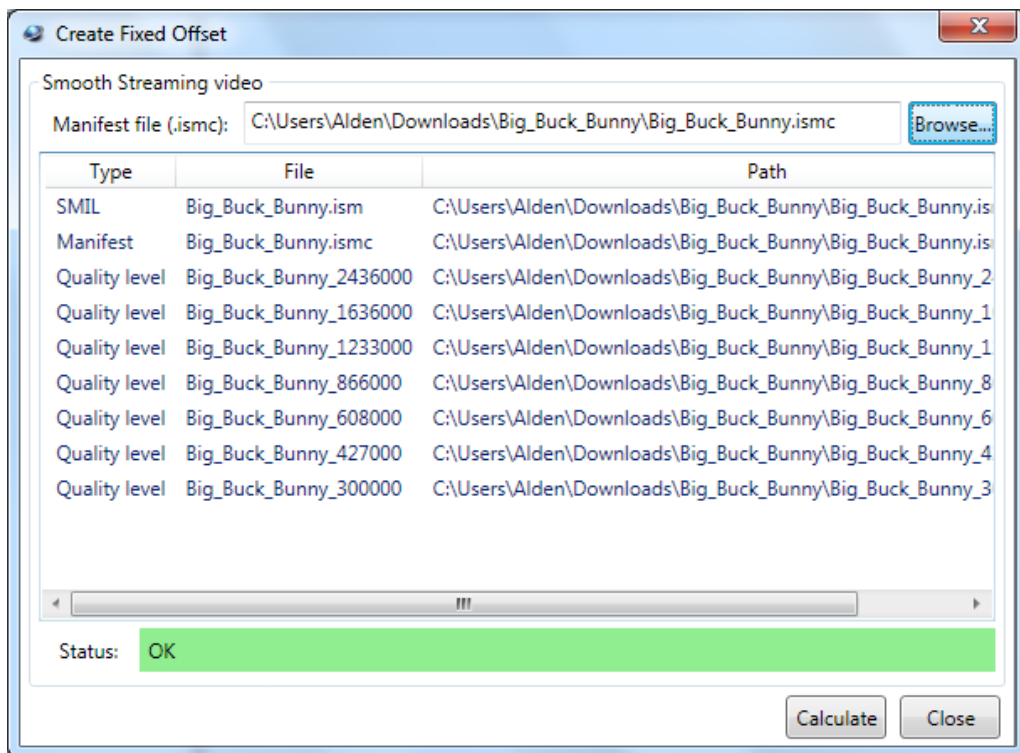 Create Fixed Offset
Smooth Streaming video
Manifest file (.ismc): C:\Users\Alden\Downloads\Big_Buck_Bunny\Big_Buck_Bunny.ismc Browse...
Type File Path
SMIL Big_Buck_Bunny.ism C:\Users\Alden\Downloads\Big_Buck_Bunny\Big_Buck_Bunny.is
Manifest Big_Buck_Bunny.ismc C:\Users\Alden\Downloads\Big_Buck_Bunny\Big_Buck_Bunny.is
Quality level Big_Buck_Bunny_2436000 C:\Users\Alden\Downloads\Big_Buck_Bunny\Big_Buck_Bunny_2
Quality level Big_Buck_Bunny_1636000 C:\Users\Alden\Downloads\Big_Buck_Bunny\Big_Buck_Bunny_1
Quality level Big_Buck_Bunny_1233000 C:\Users\Alden\Downloads\Big_Buck_Bunny\Big_Buck_Bunny_1
Quality level Big_Buck_Bunny_866000 C:\Users\Alden\Downloads\Big_Buck_Bunny\Big_Buck_Bunny_8
Quality level Big_Buck_Bunny_608000 C:\Users\Alden\Downloads\Big_Buck_Bunny\Big_Buck_Bunny_6
Quality level Big_Buck_Bunny_427000 C:\Users\Alden\Downloads\Big_Buck_Bunny\Big_Buck_Bunny_4
Quality level Big_Buck_Bunny_300000 C:\Users\Alden\Downloads\Big_Buck_Bunny\Big_Buck_Bunny_3
Status: OK
Calculate Close